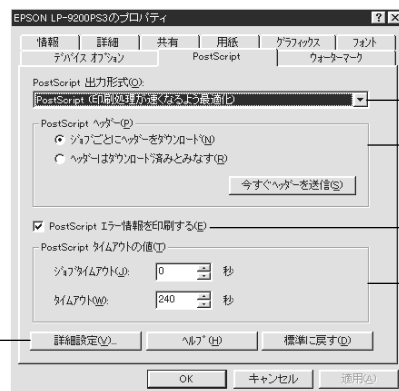 EPSON LP-9200PS3のプロパティ
情報 詳細 共有 用紙 グラフィックス フォント
デバイス オプション PostScript ウォーターマーク
PostScript 出力形式(O):
PostScript (印刷処理が速くなるよう最適化)
PostScript ヘッダー(P)
ジョブごとにヘッダーをダウンロード(N)
ヘッダーはダウンロード済みとみなす(R)
今すぐヘッダーを送信(S)
PostScript エラー情報を印刷する(E)
PostScript タイムアウトの値(T)
ジョブタイムアウト(J): 0 秒
タイムアウト(W): 240 秒
詳細設定(V)... ヘルプ(H) 標準に戻す(D)
OK キャンセル 適用(A)